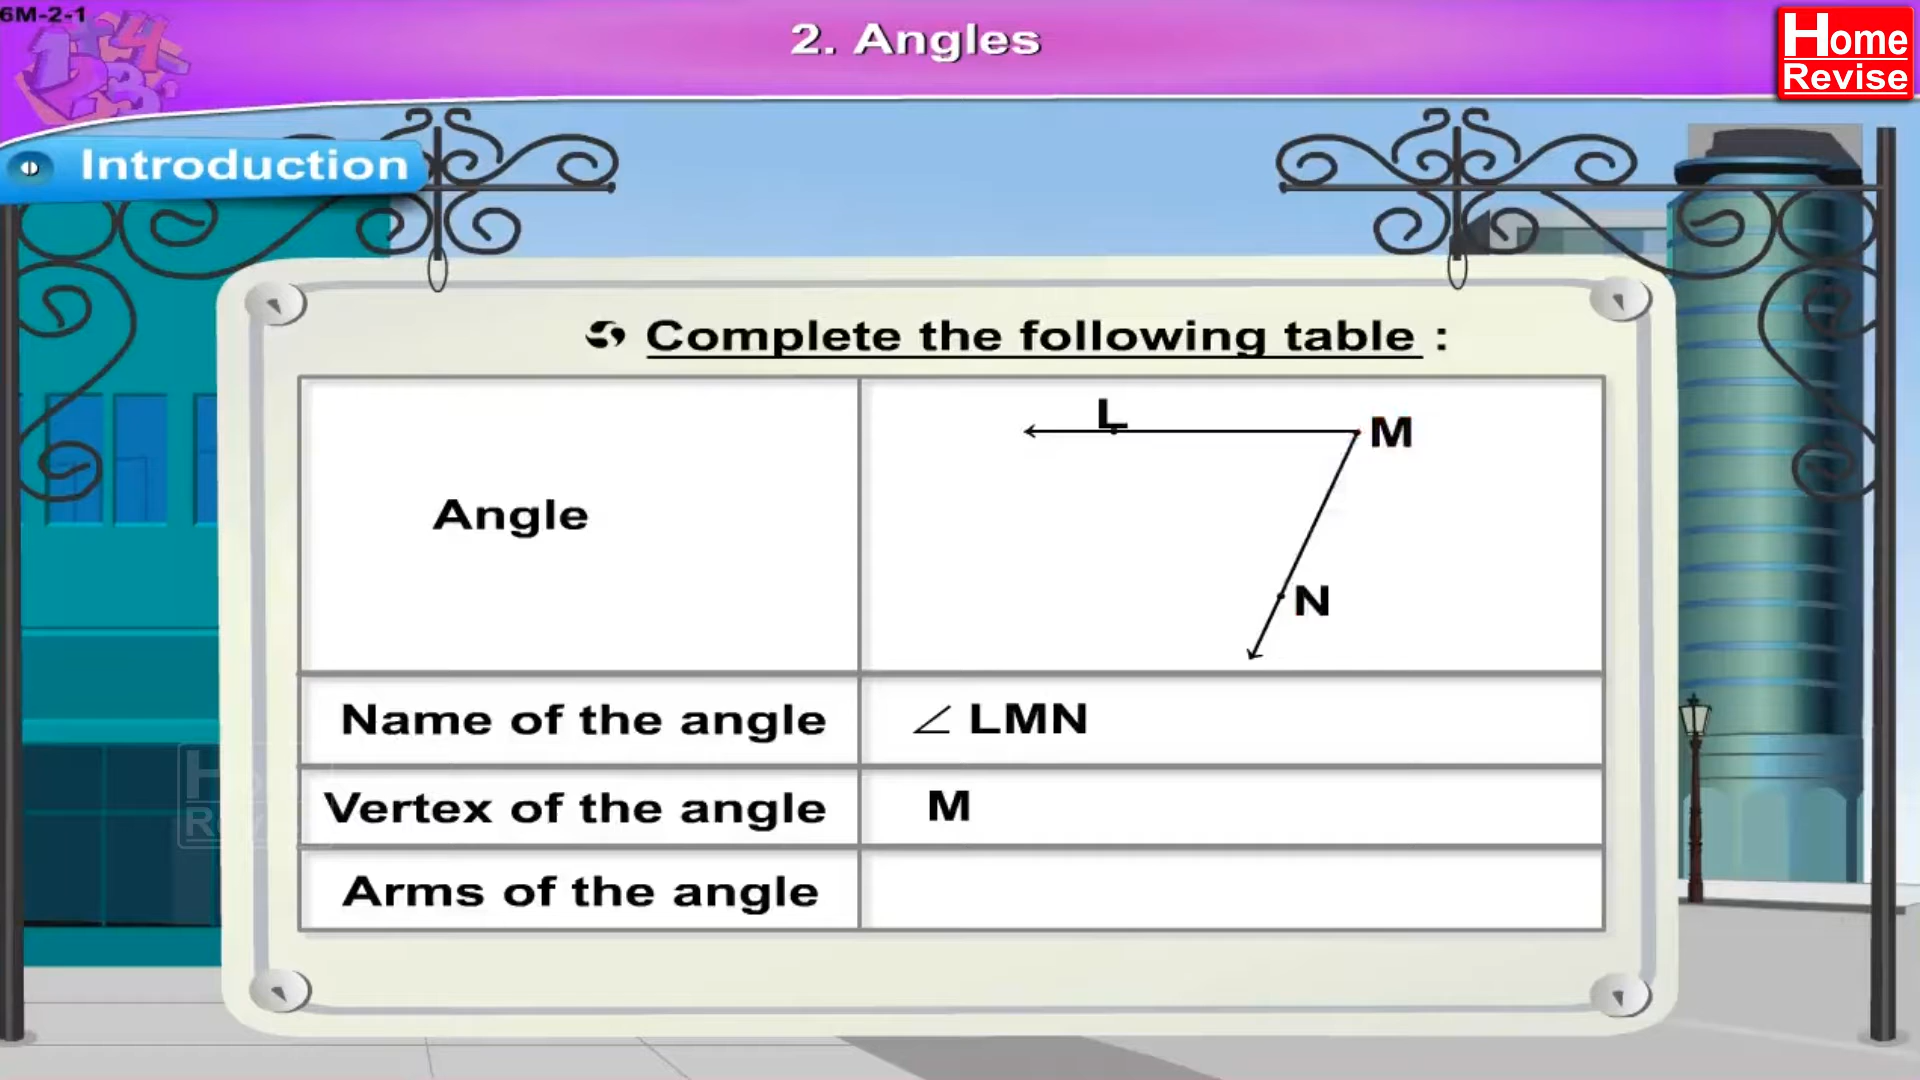 6M-2-1
2. Angles
Home
Revise
Introduction
Complete the following table :
L
M
Angle
N
Name of the angle ∠ LMN
Vertex of the angle M
Arms of the angle